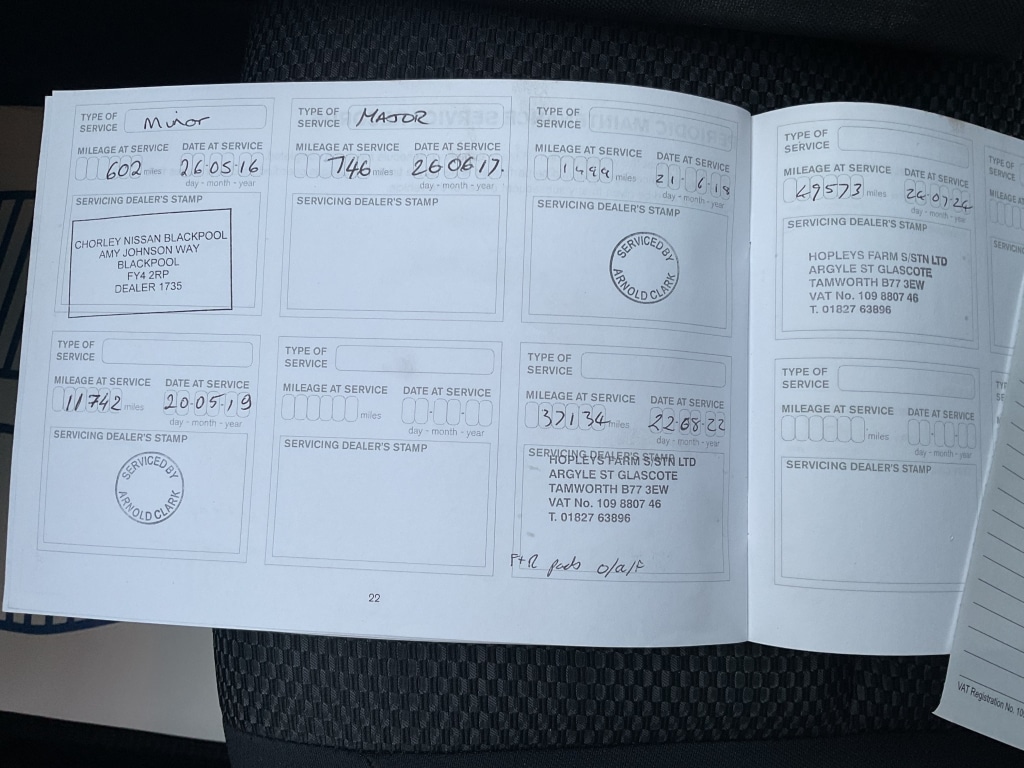 TYPE OF SERVICE Minor
MILEAGE AT SERVICE DATE AT SERVICE
602 miles 26-05-16
day - month - year
SERVICING DEALER'S STAMP
CHORLEY NISSAN BLACKPOOL
AMY JOHNSON WAY
BLACKPOOL
FY4 2RP
DEALER 1735
TYPE OF SERVICE MAJOR
MILEAGE AT SERVICE DATE AT SERVICE
746 miles 26-06-17.
day - month - year
SERVICING DEALER'S STAMP
TYPE OF SERVICE
MILEAGE AT SERVICE DATE AT SERVICE
miles 21-6-18
day - month - year
SERVICING DEALER'S STAMP
SERVICED BY
ARNOLD CLARK
TYPE OF SERVICE
MILEAGE AT SERVICE DATE AT SERVICE
11742 miles 20-05-19
day - month - year
SERVICING DEALER'S STAMP
SERVICED BY
ARNOLD CLARK
TYPE OF SERVICE
MILEAGE AT SERVICE DATE AT SERVICE
miles
day - month - year
SERVICING DEALER'S STAMP
TYPE OF SERVICE
MILEAGE AT SERVICE DATE AT SERVICE
37134 miles 22-08-22
day - month - year
SERVICING DEALER'S STAMP
HOPLEYS FARM S/STN LTD
ARGYLE ST GLASCOTE
TAMWORTH B77 3EW
VAT No. 109 8807 46
T. 01827 63896
F+R pads o/a/f
22
TYPE OF SERVICE
MILEAGE AT SERVICE DATE AT SERVICE
49573 miles 26-07-24
day - month - year
SERVICING DEALER'S STAMP
HOPLEYS FARM S/STN LTD
ARGYLE ST GLASCOTE
TAMWORTH B77 3EW
VAT No. 109 8807 46
T. 01827 63896
TYPE OF SERVICE
MILEAGE AT SERVICE DATE AT SERVICE
miles
day - month - year
SERVICING DEALER'S STAMP
VAT Registration No. 10